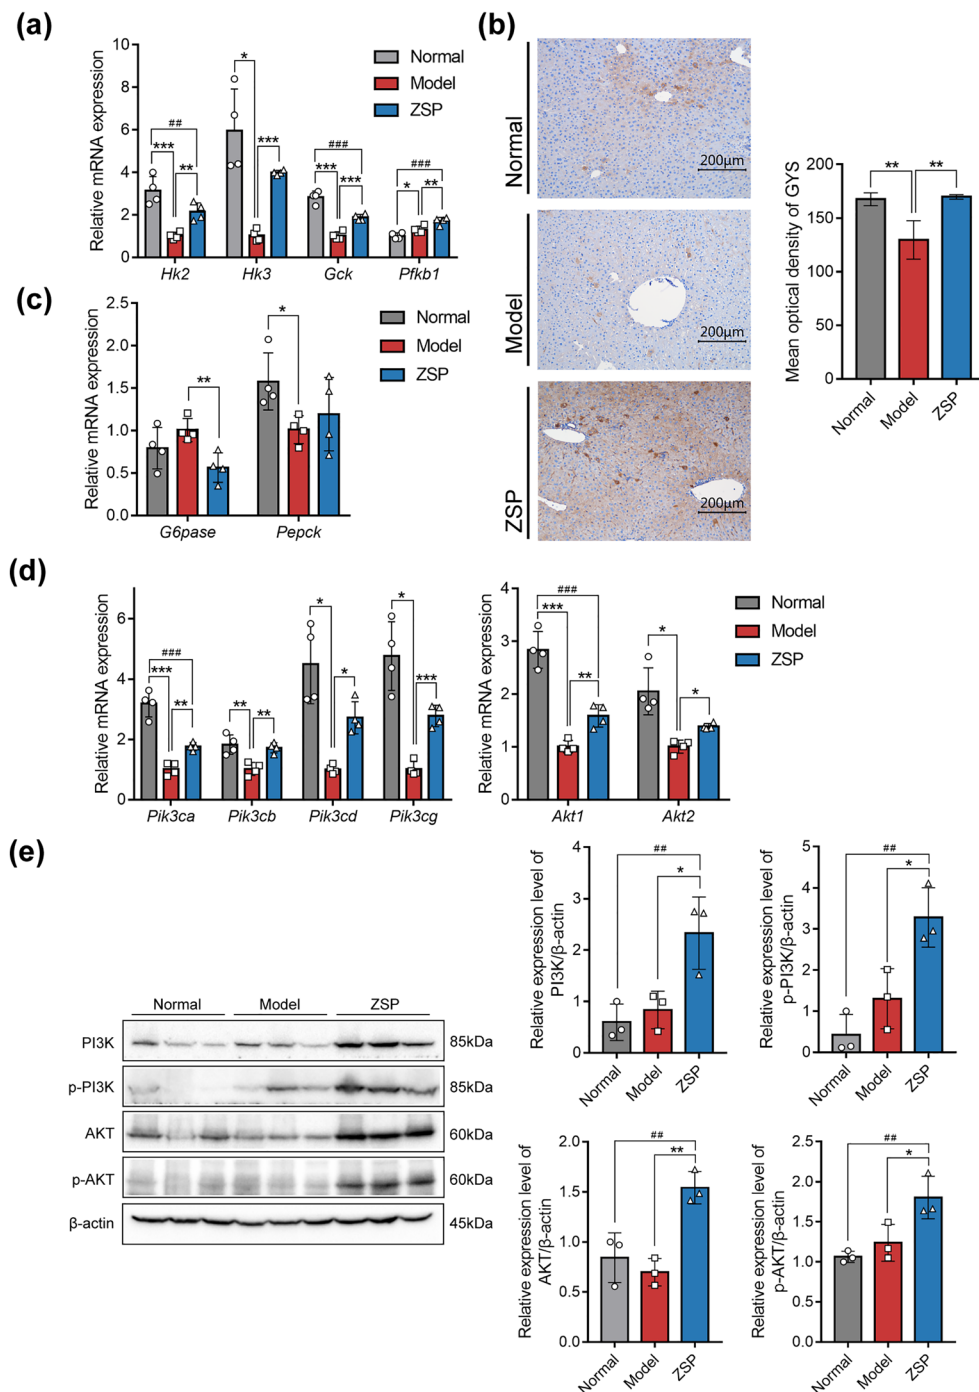 (a)
Relative mRNA expression
10
8
6
4
2
0
Normal
Model
ZSP
## *** ** * *** ### *** *** ### * **
Hk2 Hk3 Gck Pfkb1
(b)
Normal
200μm
Model
200μm
ZSP
200μm
Mean optical density of GYS
200
150
100
50
0
** **
Normal Model ZSP
(c)
Relative mRNA expression
2.5
2.0
1.5
1.0
0.5
0.0
Normal
Model
ZSP
** *
G6pase Pepck
(d)
Relative mRNA expression
6
4
2
0
### *** ** ** ** * * * ***
Pik3ca Pik3cb Pik3cd Pik3cg
Relative mRNA expression
4
3
2
1
0
### *** ** * *
Akt1 Akt2
Normal
Model
ZSP
(e)
Normal Model ZSP
PI3K 85kDa
p-PI3K 85kDa
AKT 60kDa
p-AKT 60kDa
β-actin 45kDa
Relative expression level of
PI3K/β-actin
4
3
2
1
0
##
*
Normal Model ZSP
Relative expression level of
p-PI3K/β-actin
5
4
3
2
1
0
##
*
Normal Model ZSP
Relative expression level of
AKT/β-actin
2.0
1.5
1.0
0.5
0.0
##
**
Normal Model ZSP
Relative expression level of
p-AKT/β-actin
2.5
2.0
1.5
1.0
0.5
0.0
##
*
Normal Model ZSP